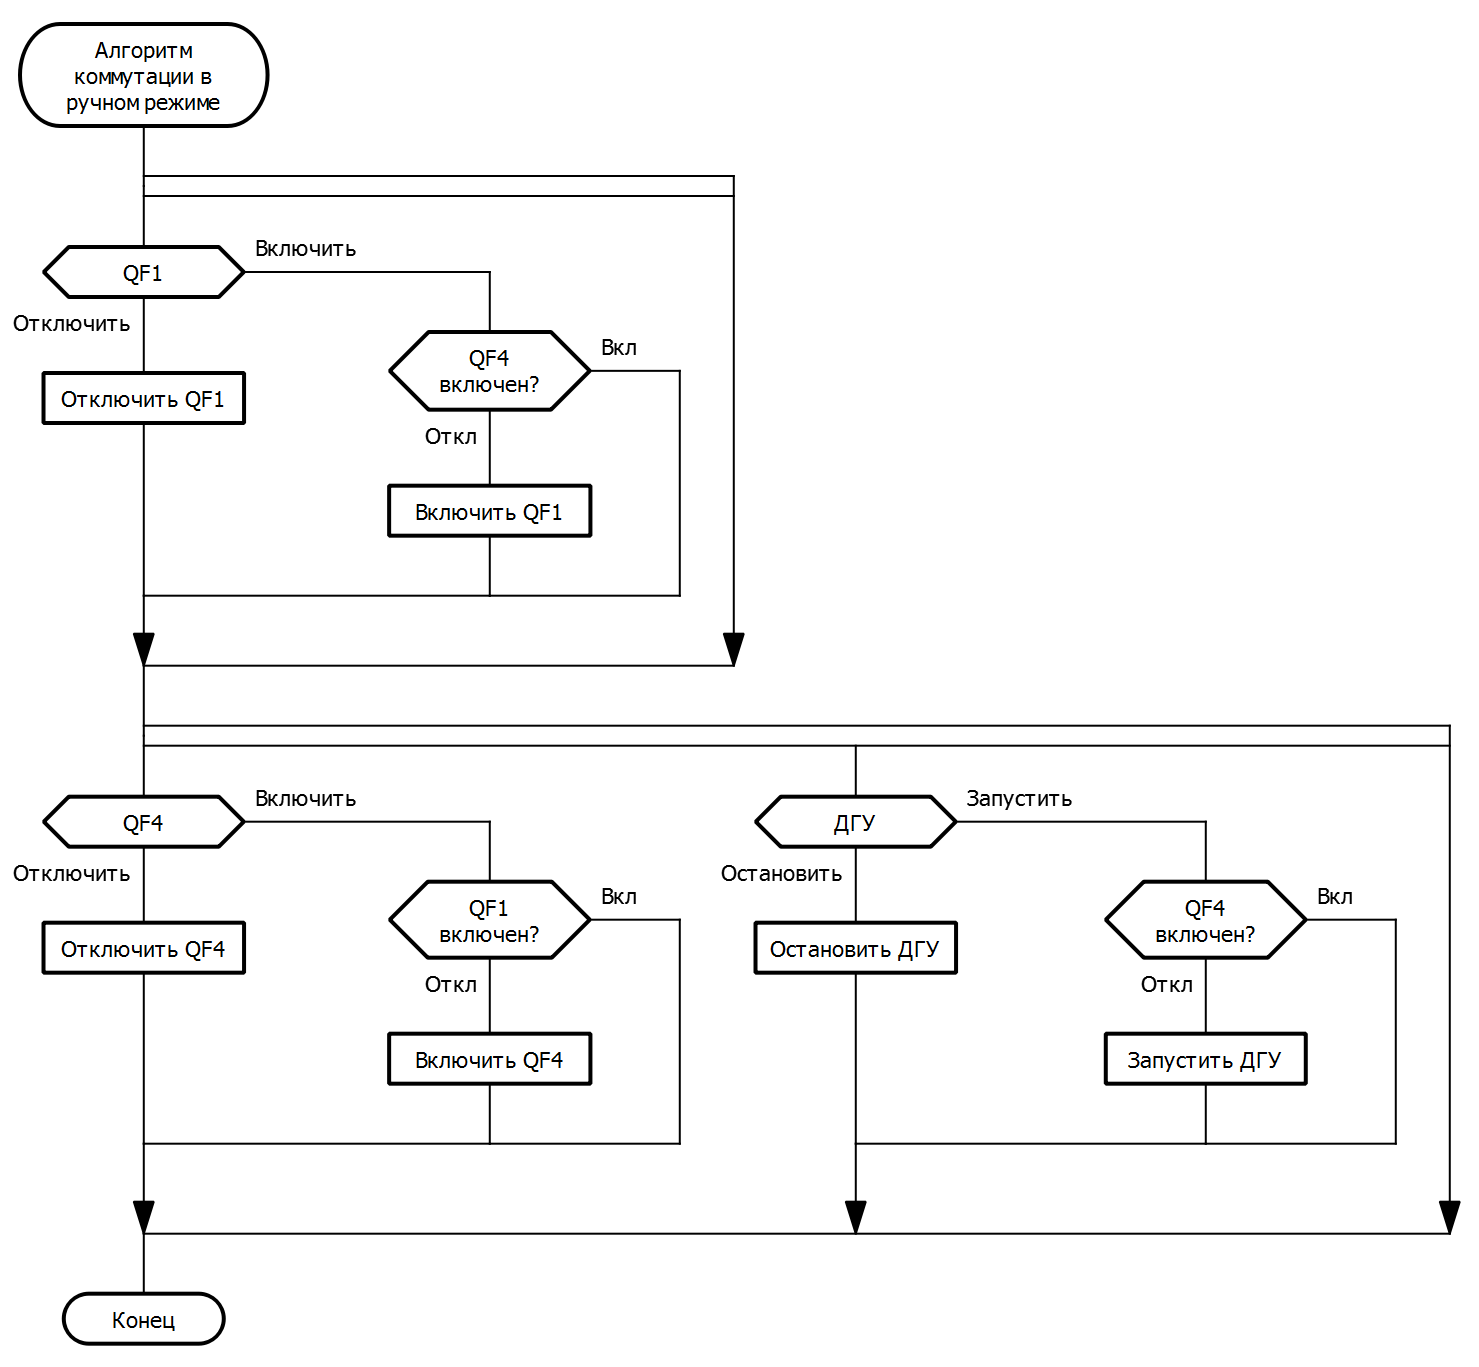 Алгоритм
коммутации в
ручном режиме
Включить
QF1
Отключить
Вкл
QF4
включен?
Отключить QF1
Откл
Включить QF1
Включить
QF4
Отключить
Вкл
QF1
включен?
Отключить QF4
Откл
Включить QF4
Запустить
ДГУ
Остановить
Вкл
QF4
включен?
Остановить ДГУ
Откл
Запустить ДГУ
Конец